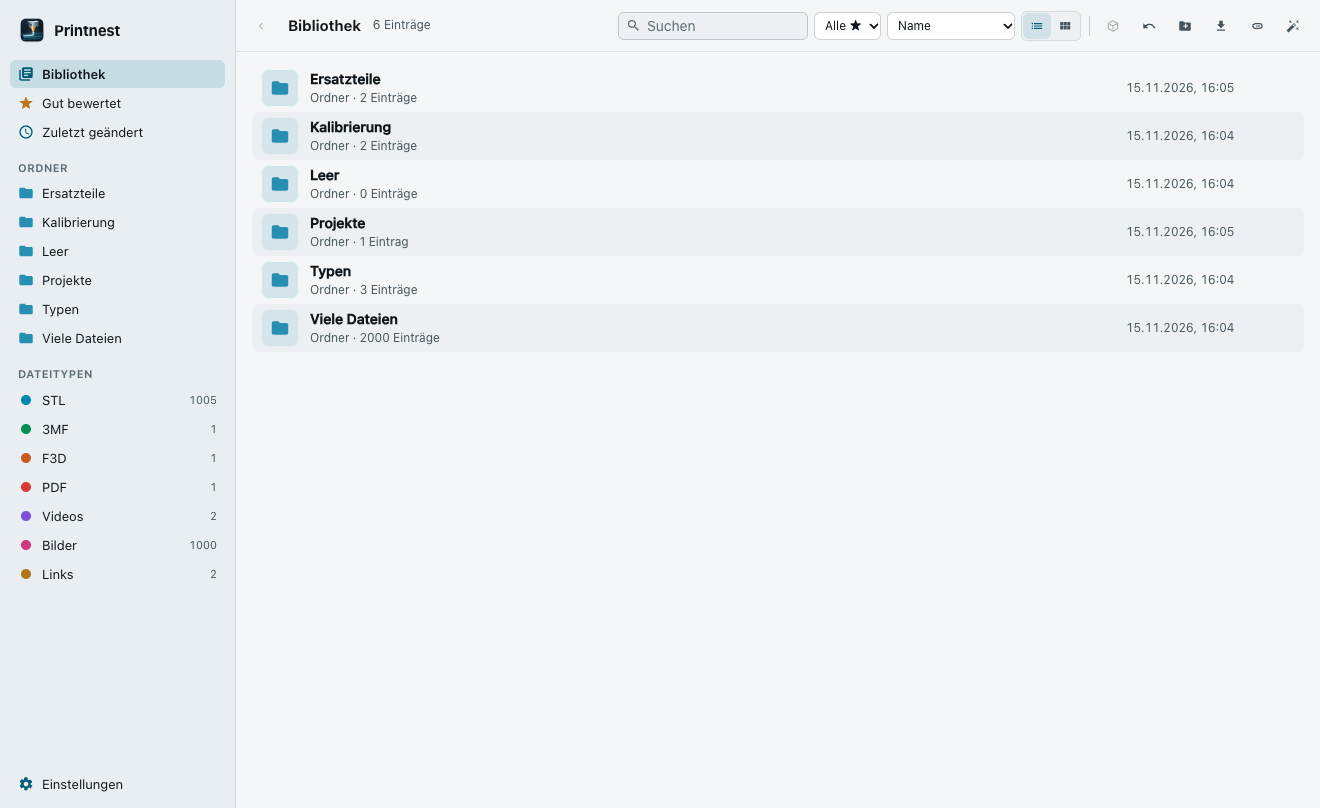 Printnest
Bibliothek
Gut bewertet
Zuletzt geändert
ORDNER
Ersatzteile
Kalibrierung
Leer
Projekte
Typen
Viele Dateien
DATEITYPEN
STL 1005
3MF 1
F3D 1
PDF 1
Videos 2
Bilder 1000
Links 2
Einstellungen
Bibliothek 6 Einträge Suchen Alle ★ Name
Ersatzteile
Ordner · 2 Einträge 15.11.2026, 16:05
Kalibrierung
Ordner · 2 Einträge 15.11.2026, 16:04
Leer
Ordner · 0 Einträge 15.11.2026, 16:04
Projekte
Ordner · 1 Eintrag 15.11.2026, 16:05
Typen
Ordner · 3 Einträge 15.11.2026, 16:04
Viele Dateien
Ordner · 2000 Einträge 15.11.2026, 16:04